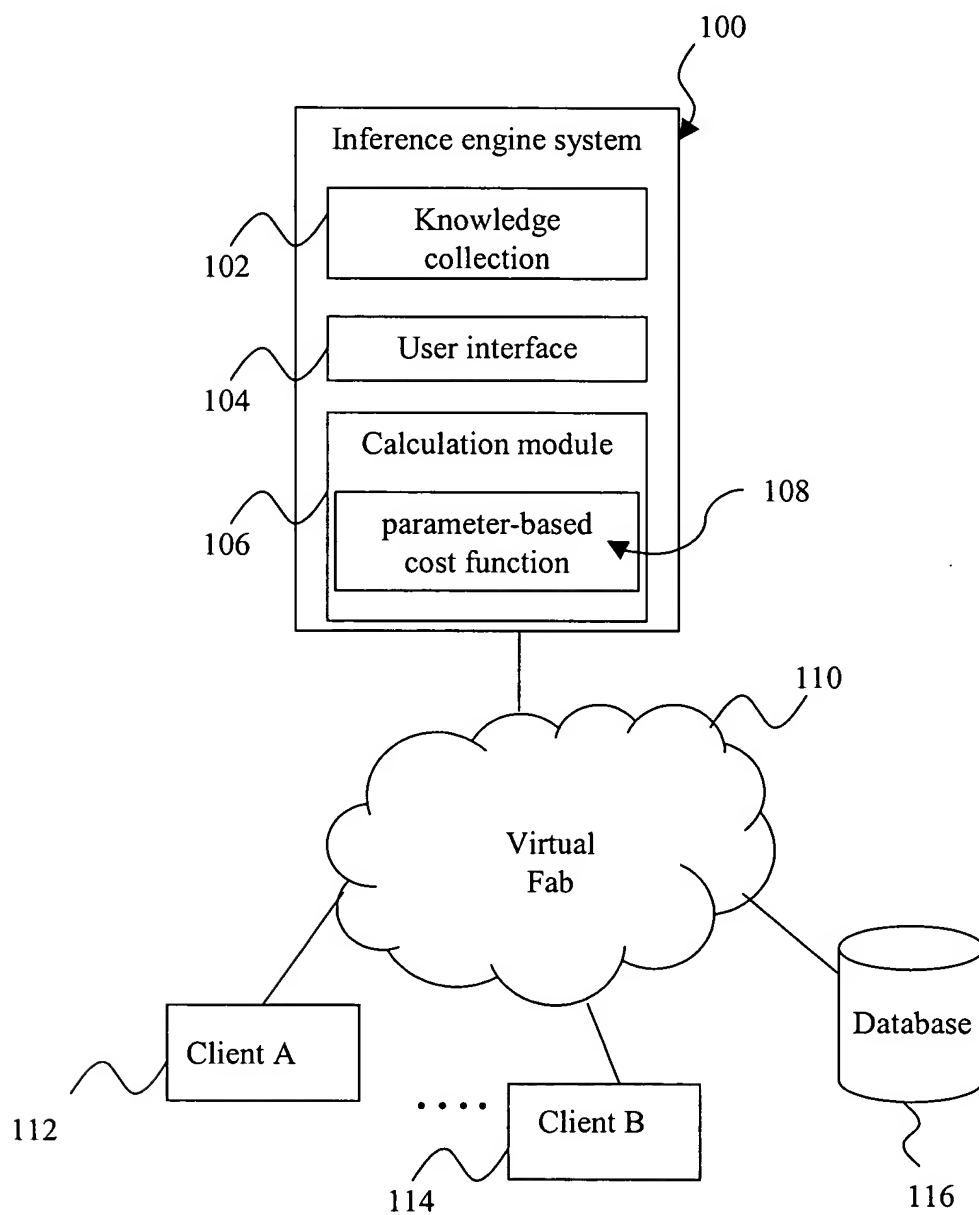 100
Inference engine system
Knowledge
collection
102
User interface
104
Calculation module
106
parameter-based
cost function
108
110
Virtual
Fab
Client A
112
. . . .
Client B
114
Database
116